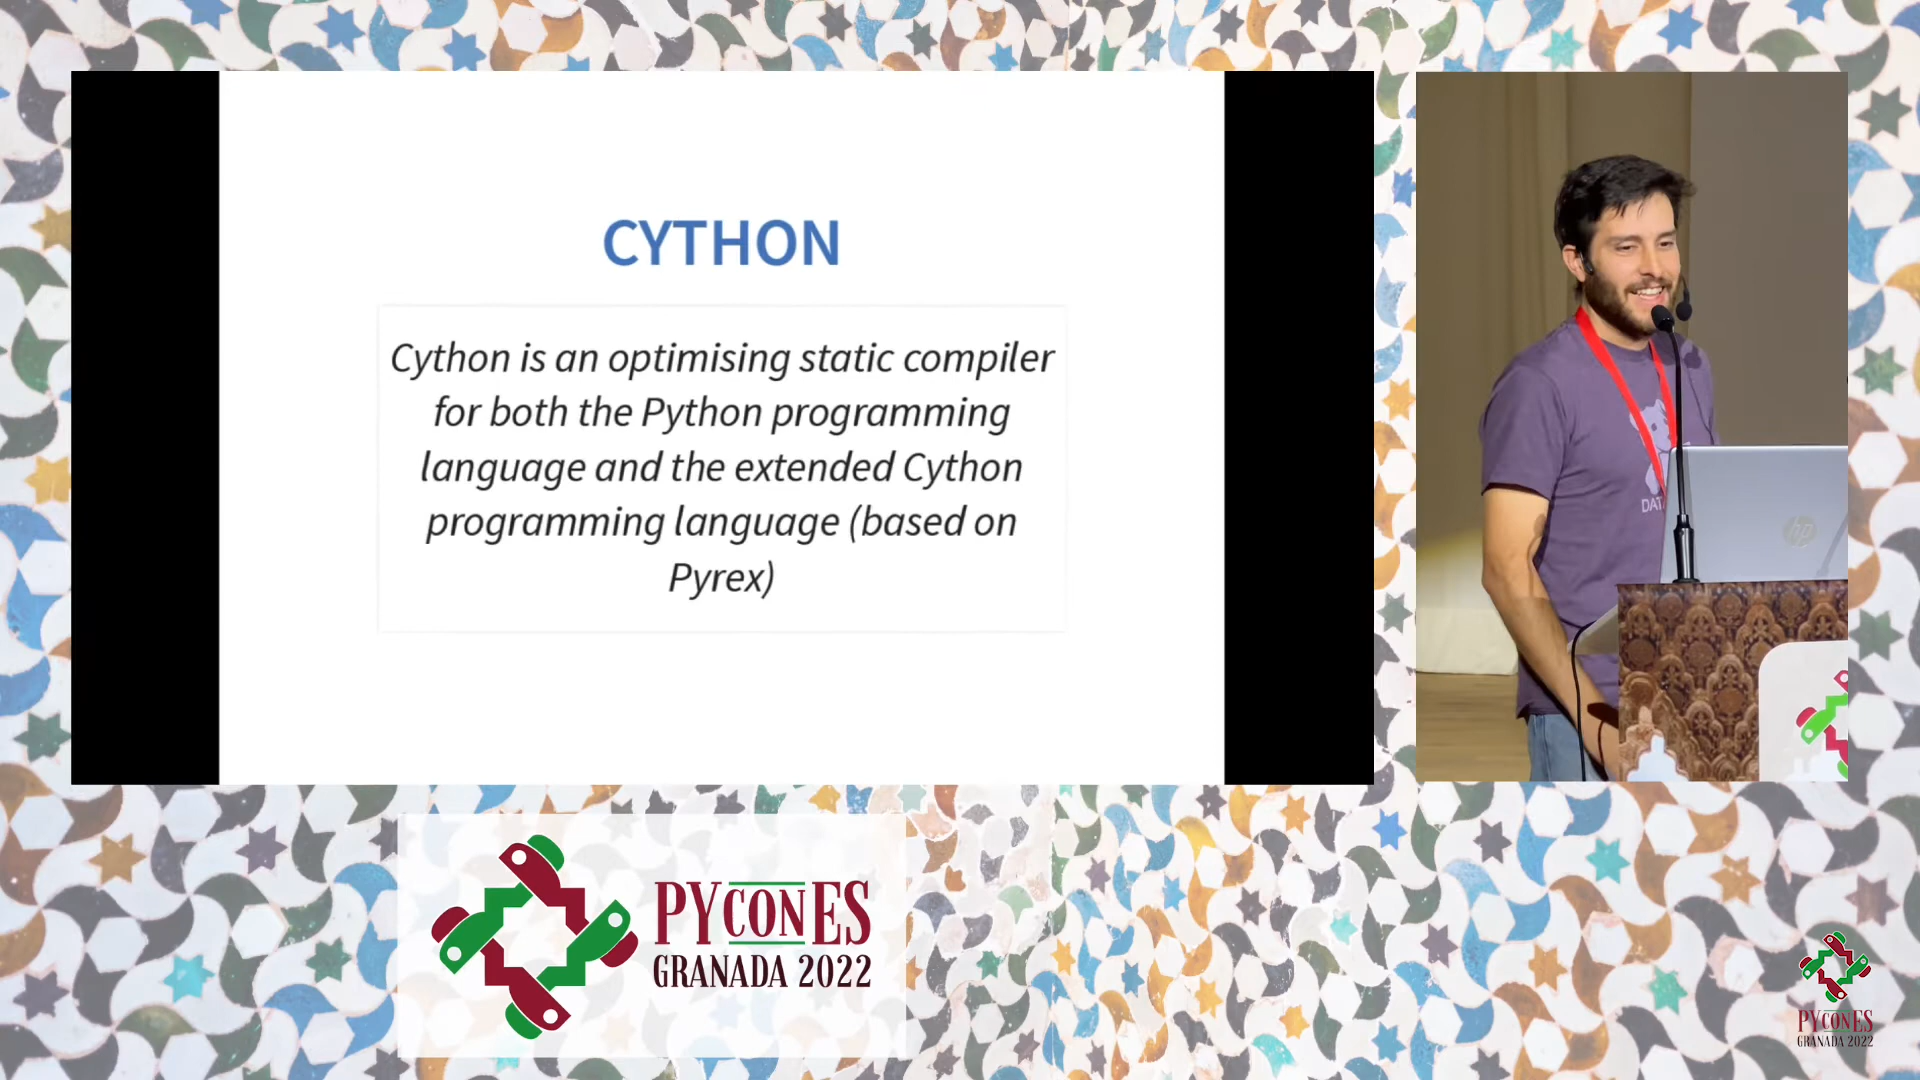 CYTHON
Cython is an optimising static compiler
for both the Python programming
language and the extended Cython
programming language (based on
Pyrex)
hp
PYCONES
GRANADA 2022
PYCONES
GRANADA 2022